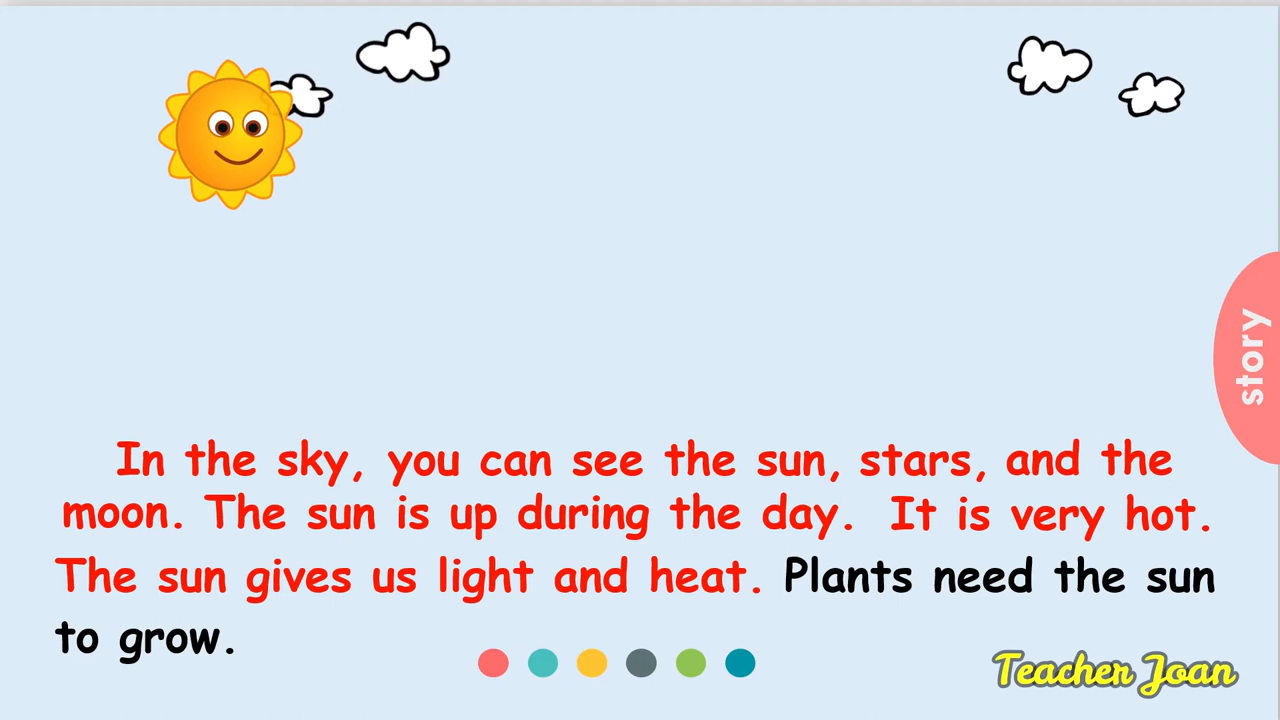 story
In the sky, you can see the sun, stars, and the
moon. The sun is up during the day. It is very hot.
The sun gives us light and heat. Plants need the sun
to grow.
Teacher Joan